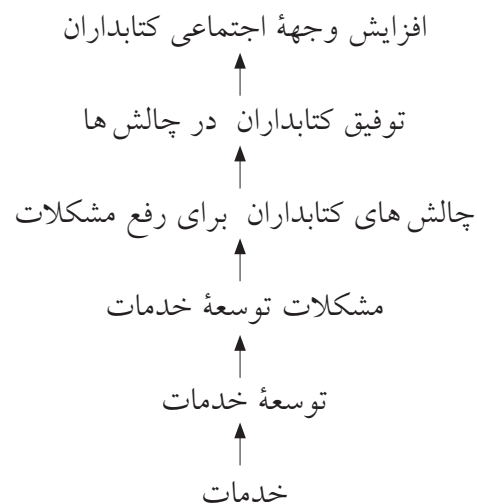 افزایش وجههٔ اجتماعی کتابداران
توفیق کتابداران در چالش ها
چالش های کتابداران برای رفع مشکلات
مشکلات توسعهٔ خدمات
توسعهٔ خدمات
خدمات